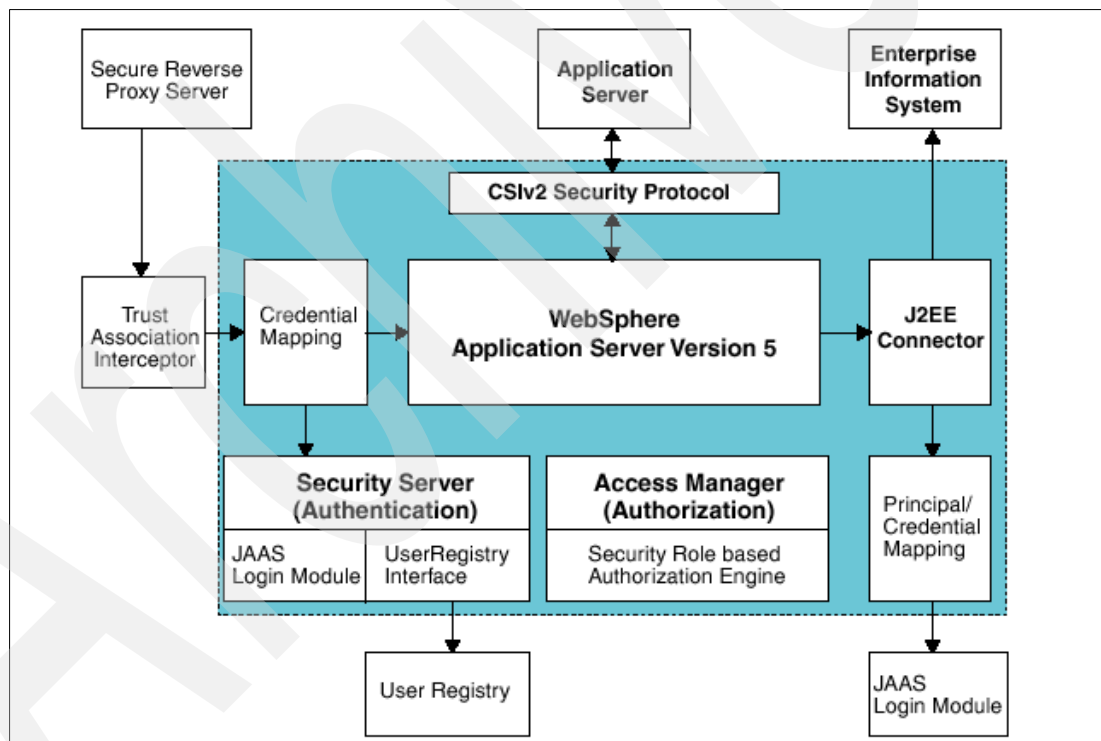 Secure Reverse
Proxy Server
Application
Server
Enterprise
Information
System
CSIv2 Security Protocol
Trust
Association
Interceptor
Credential
Mapping
WebSphere
Application Server Version 5
J2EE
Connector
Security Server
(Authentication)
JAAS
Login Module
UserRegistry
Interface
Access Manager
(Authorization)
Security Role based
Authorization Engine
Principal/
Credential
Mapping
User Registry
JAAS
Login Module